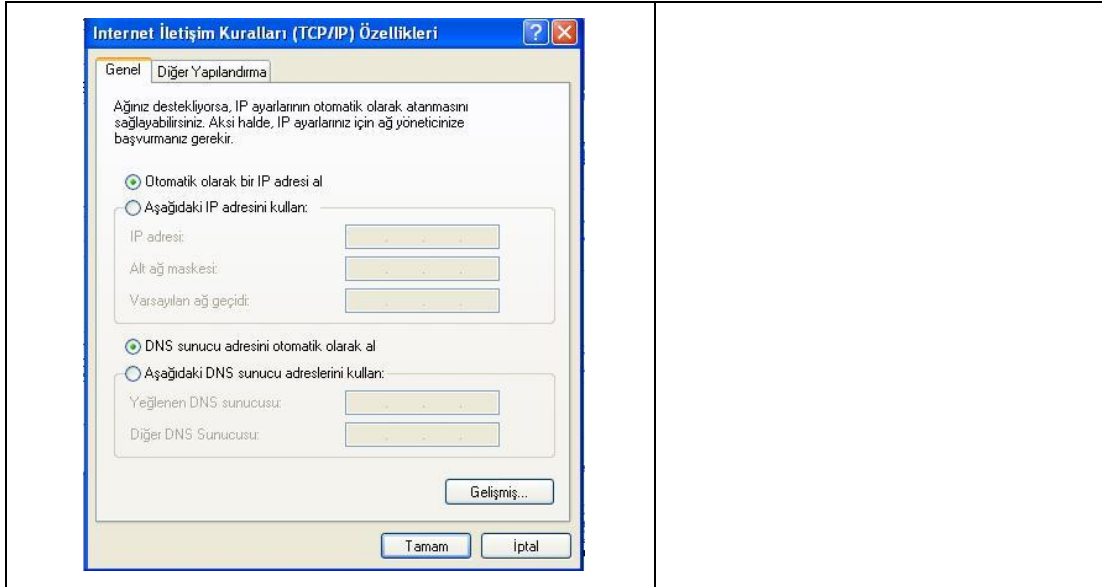 Internet İletişim Kuralları (TCP/IP) Özellikleri
Genel
Diğer Yapılandırma
Ağınız destekliyorsa, IP ayarlarının otomatik olarak atanmasını
sağlayabilirsiniz. Aksi halde, IP ayarlarınız için ağ yöneticinize
başvurmanız gerekir.
Otomatik olarak bir IP adresi al
Aşağıdaki IP adresini kullan:
IP adresi:
Alt ağ maskesi:
Varsayılan ağ geçidi:
DNS sunucu adresini otomatik olarak al
Aşağıdaki DNS sunucu adreslerini kullan:
Yeğlenen DNS sunucusu:
Diğer DNS Sunucusu:
Gelişmiş...
Tamam
İptal